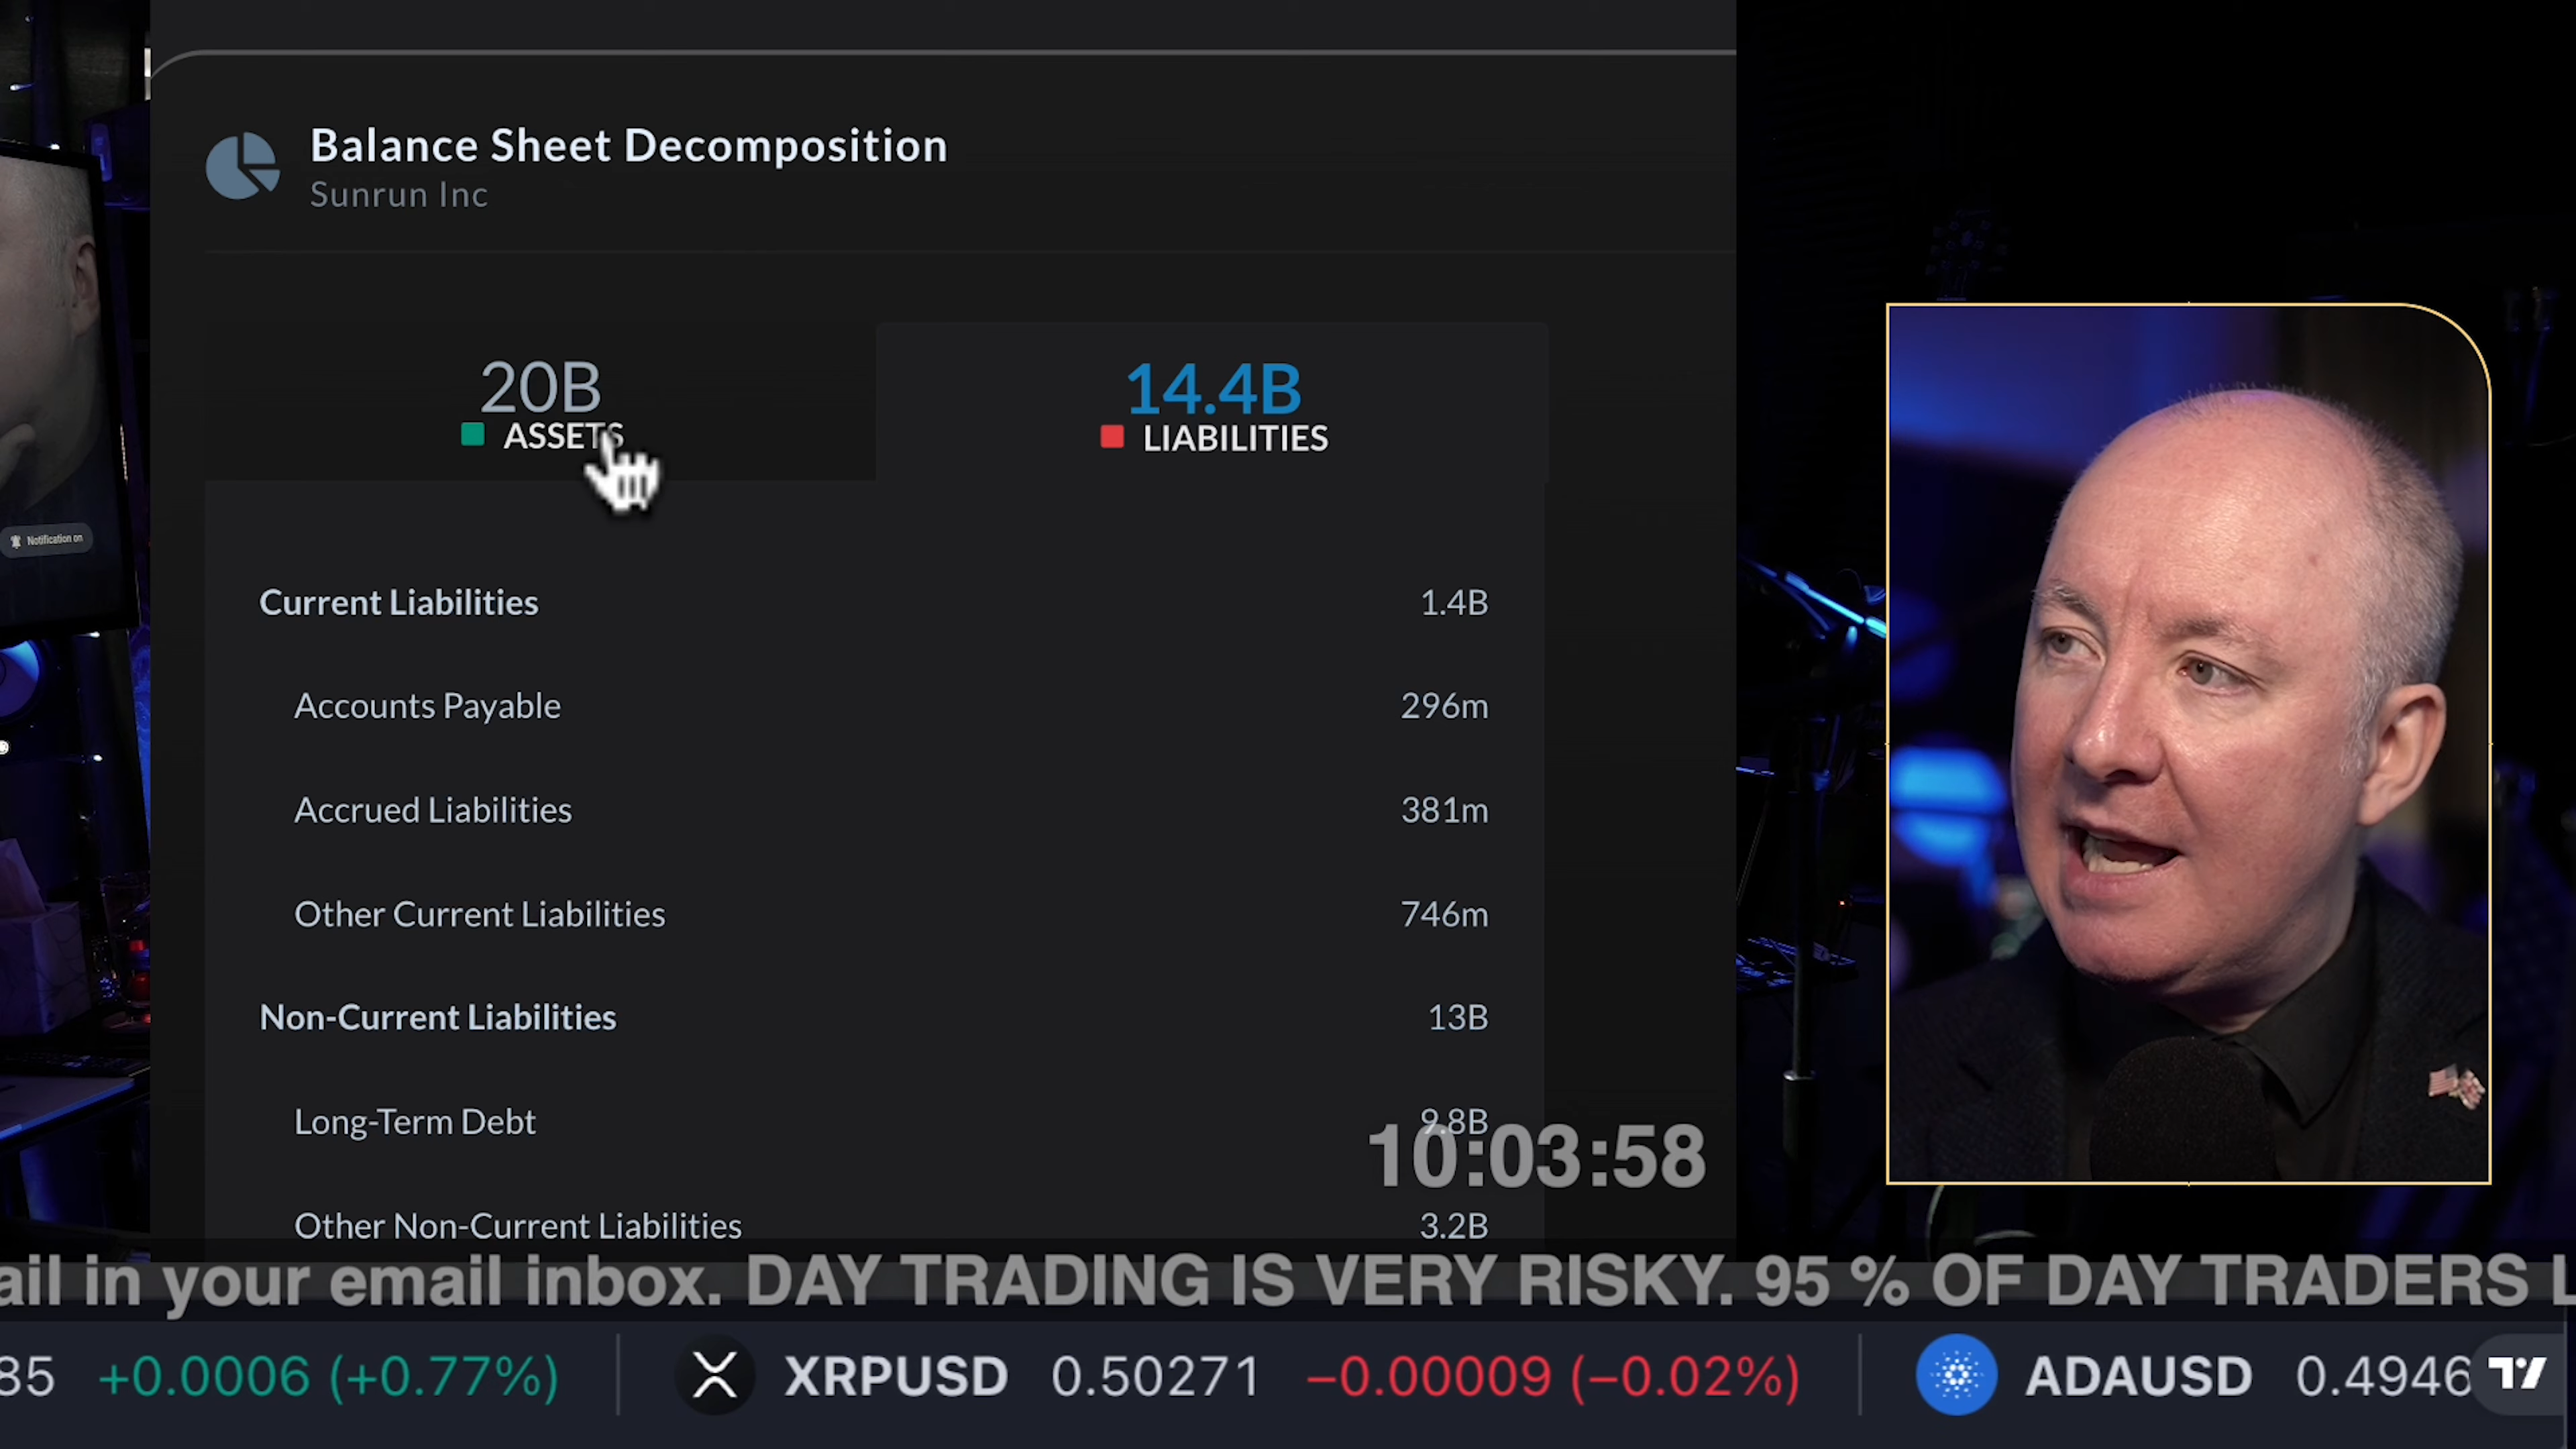 Balance Sheet Decomposition
Sunrun Inc
20B
ASSETS
14.4B
LIABILITIES
Current Liabilities 1.4B
Accounts Payable 296m
Accrued Liabilities 381m
Other Current Liabilities 746m
Non-Current Liabilities 13B
Long-Term Debt 9.8B
Other Non-Current Liabilities 3.2B
Notification on
10:03:58
ail in your email inbox. DAY TRADING IS VERY RISKY. 95 % OF DAY TRADERS L
85 +0.0006 (+0.77%) XRPUSD 0.50271 −0.00009 (−0.02%) ADAUSD 0.4946